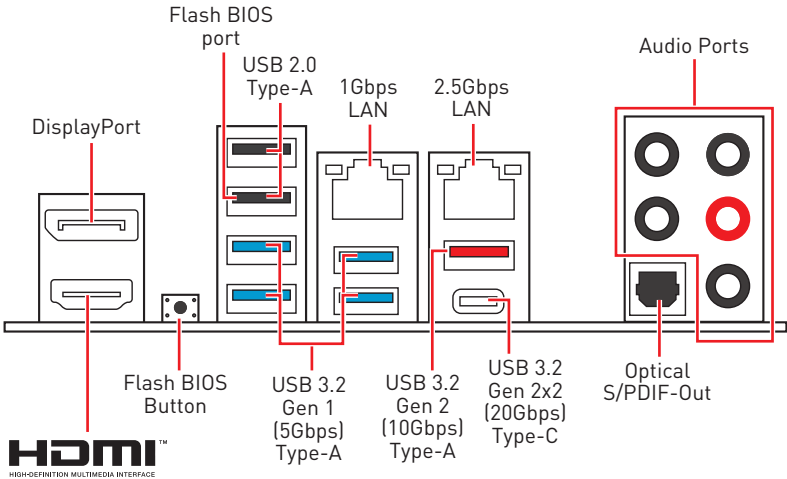 Flash BIOS
port
USB 2.0
Type-A
1Gbps
LAN
2.5Gbps
LAN
Audio Ports
DisplayPort
Flash BIOS
Button
USB 3.2
Gen 1
(5Gbps)
Type-A
USB 3.2
Gen 2
(10Gbps)
Type-A
USB 3.2
Gen 2x2
(20Gbps)
Type-C
Optical
S/PDIF-Out
HDMI™
HIGH-DEFINITION MULTIMEDIA INTERFACE